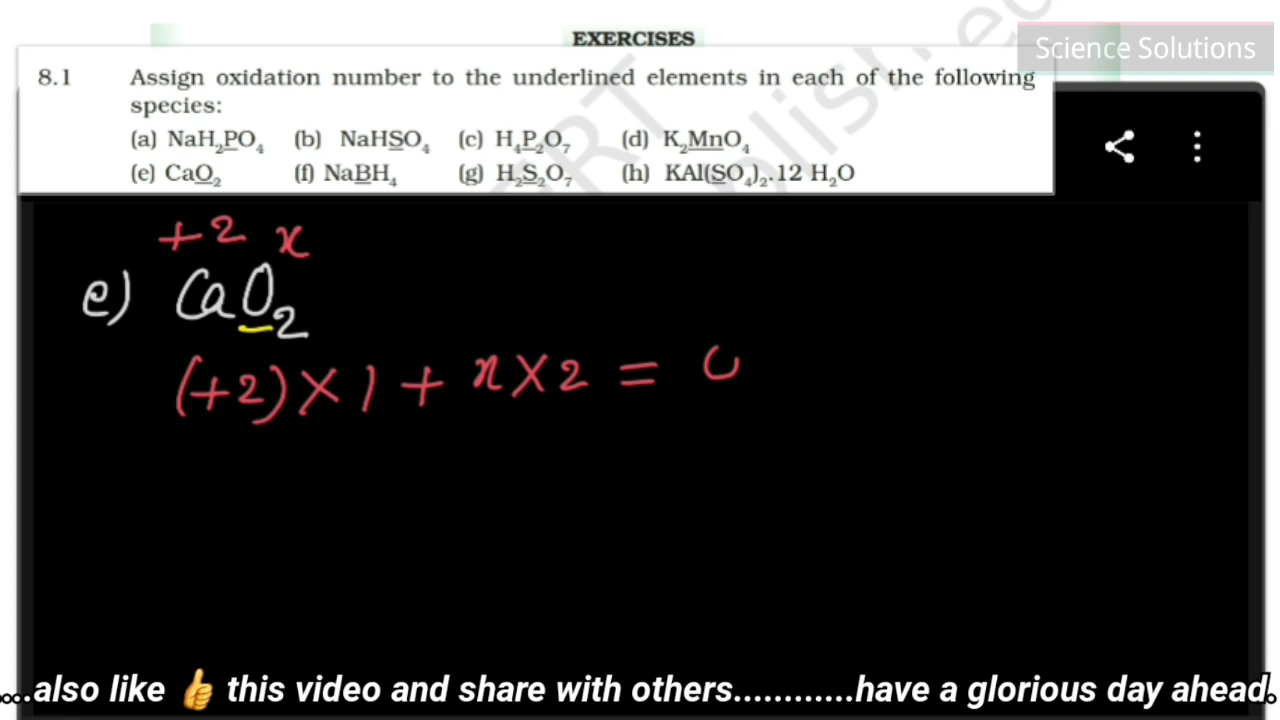 EXERCISES
Science Solutions
8.1 Assign oxidation number to the underlined elements in each of the following
species:
(a) NaH₂PO₄ (b) NaHSO₄ (c) H₄P₂O₇ (d) K₂MnO₄
(e) CaO₂ (f) NaBH₄ (g) H₂S₂O₇ (h) KAl(SO₄)₂.12 H₂O
+2 x
e) CaO₂
(+2) × 1 + x × 2 =
....also like 👍 this video and share with others............have a glorious day ahead.